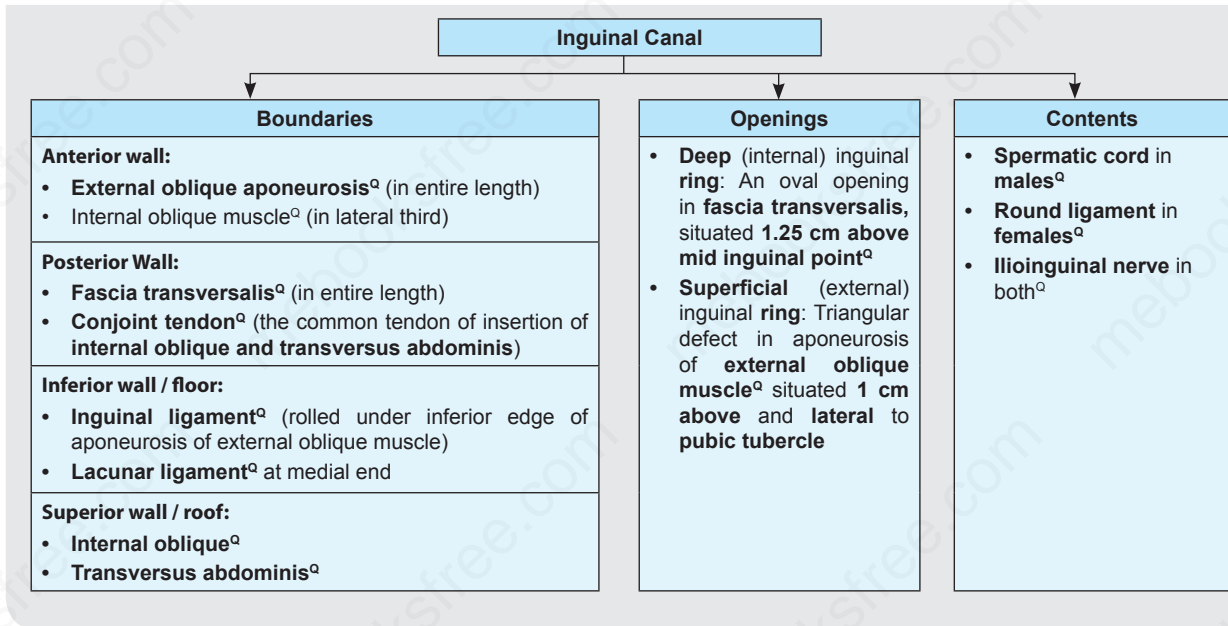 Inguinal Canal
Boundaries
Anterior wall:
• External oblique aponeurosisQ (in entire length)
• Internal oblique muscleQ (in lateral third)
Posterior Wall:
• Fascia transversalisQ (in entire length)
• Conjoint tendonQ (the common tendon of insertion of
internal oblique and transversus abdominis)
Inferior wall / floor:
• Inguinal ligamentQ (rolled under inferior edge of
aponeurosis of external oblique muscle)
• Lacunar ligamentQ at medial end
Superior wall / roof:
• Internal obliqueQ
• Transversus abdominisQ
Openings
• Deep (internal) inguinal
ring: An oval opening
in fascia transversalis,
situated 1.25 cm above
mid inguinal pointQ
• Superficial (external)
inguinal ring: Triangular
defect in aponeurosis
of external oblique
muscleQ situated 1 cm
above and lateral to
pubic tubercle
Contents
• Spermatic cord in
malesQ
• Round ligament in
femalesQ
• Ilioinguinal nerve in
bothQ
mebooksfree.com